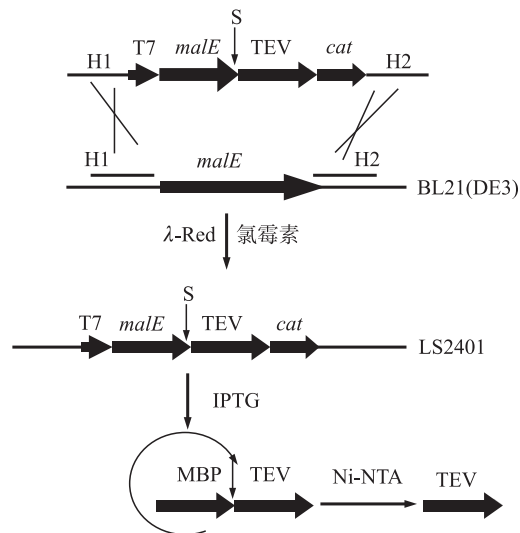 S
T7 malE TEV cat
H1 H2
H1 malE H2
BL21(DE3)
λ-Red 氯霉素
S
T7 malE TEV cat
LS2401
IPTG
MBP TEV Ni-NTA TEV